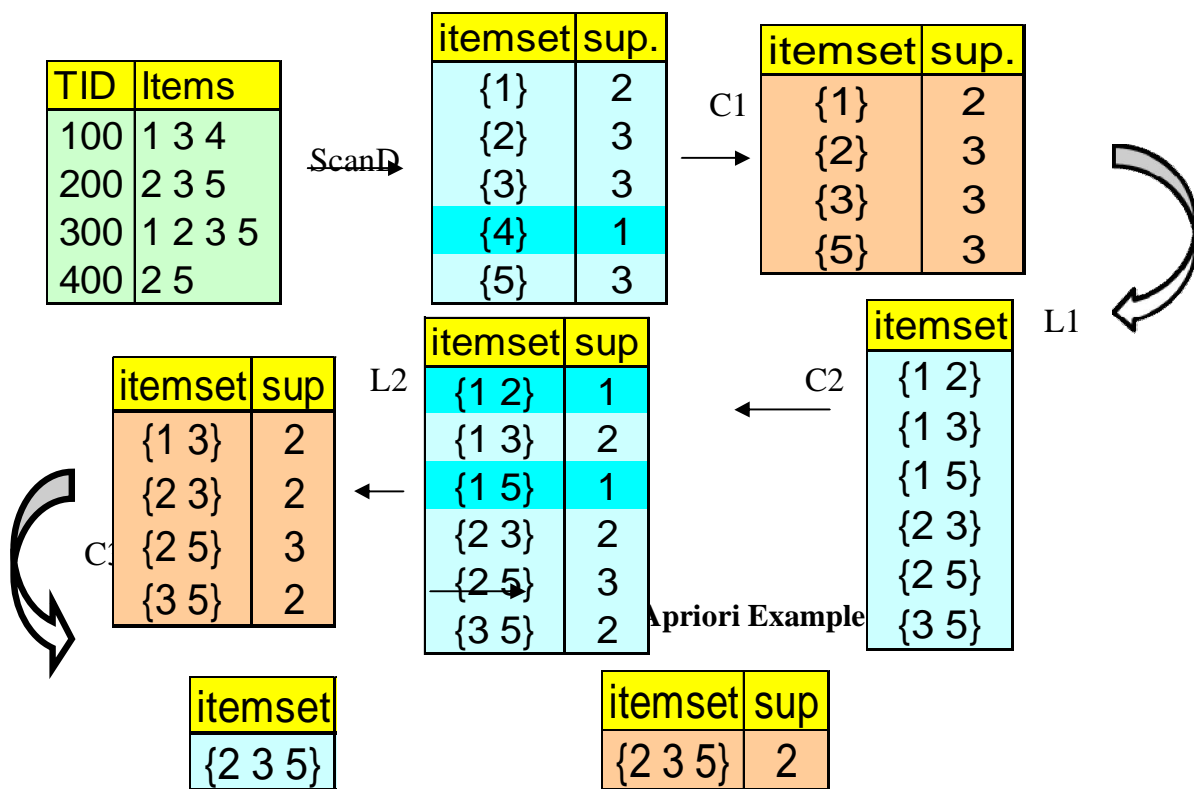 TID Items
100 1 3 4
200 2 3 5
300 1 2 3 5
400 2 5
ScanD
itemset sup.
{1} 2
{2} 3
{3} 3
{4} 1
{5} 3
C1
itemset sup.
{1} 2
{2} 3
{3} 3
{5} 3
L1
itemset
{1 2}
{1 3}
{1 5}
{2 3}
{2 5}
{3 5}
C2
itemset sup
{1 2} 1
{1 3} 2
{1 5} 1
{2 3} 2
{2 5} 3
{3 5} 2
L2
itemset sup
{1 3} 2
{2 3} 2
{2 5} 3
{3 5} 2
Apriori Example
itemset
{2 3 5}
itemset sup
{2 3 5} 2